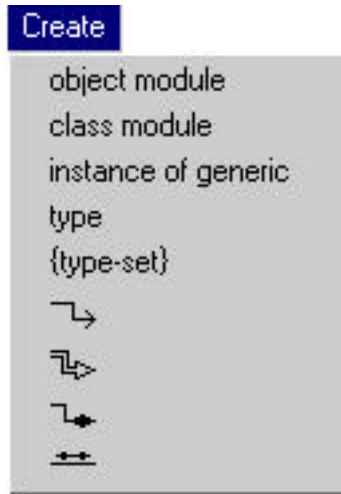 Create
object module
class module
instance of generic
type
{type-set}